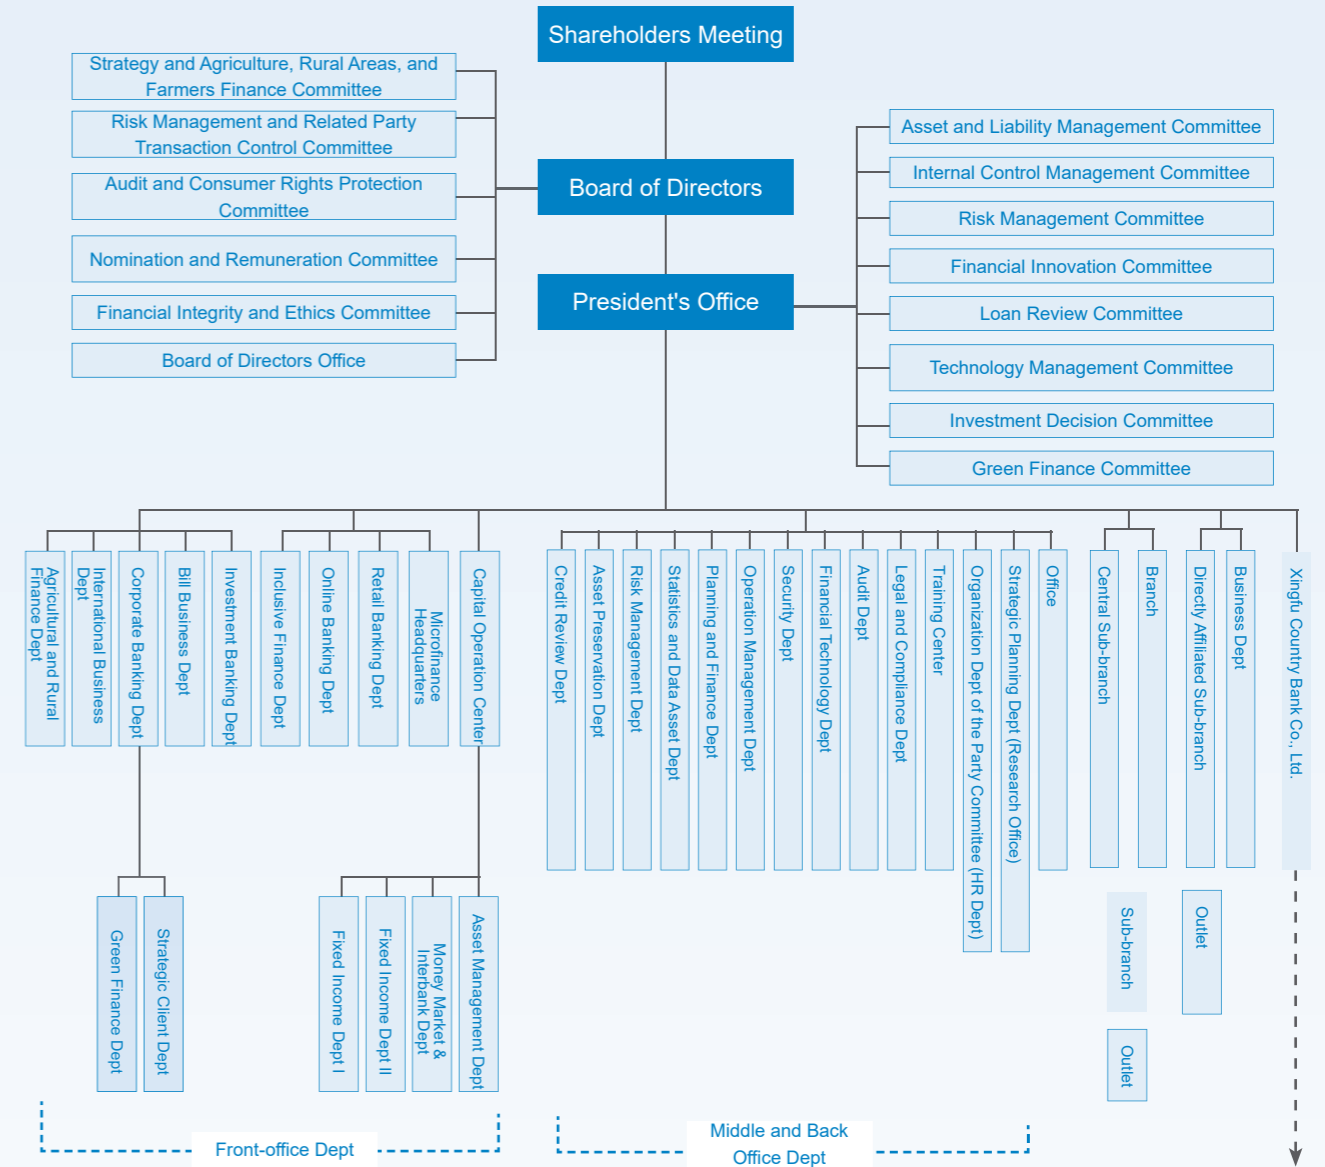 Shareholders Meeting
Strategy and Agriculture, Rural Areas, and
Farmers Finance Committee
Risk Management and Related Party
Transaction Control Committee
Audit and Consumer Rights Protection
Committee
Nomination and Remuneration Committee
Financial Integrity and Ethics Committee
Board of Directors Office
Board of Directors
President's Office
Asset and Liability Management Committee
Internal Control Management Committee
Risk Management Committee
Financial Innovation Committee
Loan Review Committee
Technology Management Committee
Investment Decision Committee
Green Finance Committee
Agricultural and Rural
Finance Dept
International Business
Dept
Corporate Banking Dept
Bill Business Dept
Investment Banking Dept
Inclusive Finance Dept
Online Banking Dept
Retail Banking Dept
Microfinance
Headquarters
Capital Operation Center
Credit Review Dept
Asset Preservation Dept
Risk Management Dept
Statistics and Data Asset Dept
Planning and Finance Dept
Operation Management Dept
Security Dept
Financial Technology Dept
Audit Dept
Legal and Compliance Dept
Training Center
Organization Dept of the Party Committee (HR Dept)
Strategic Planning Dept (Research Office)
Office
Central Sub-branch
Branch
Directly Affiliated Sub-branch
Business Dept
Xingfu Country Bank Co., Ltd.
Green Finance Dept
Strategic Client Dept
Fixed Income Dept I
Fixed Income Dept II
Money Market &
Interbank Dept
Asset Management Dept
Sub-branch
Outlet
Outlet
Front-office Dept
Middle and Back
Office Dept